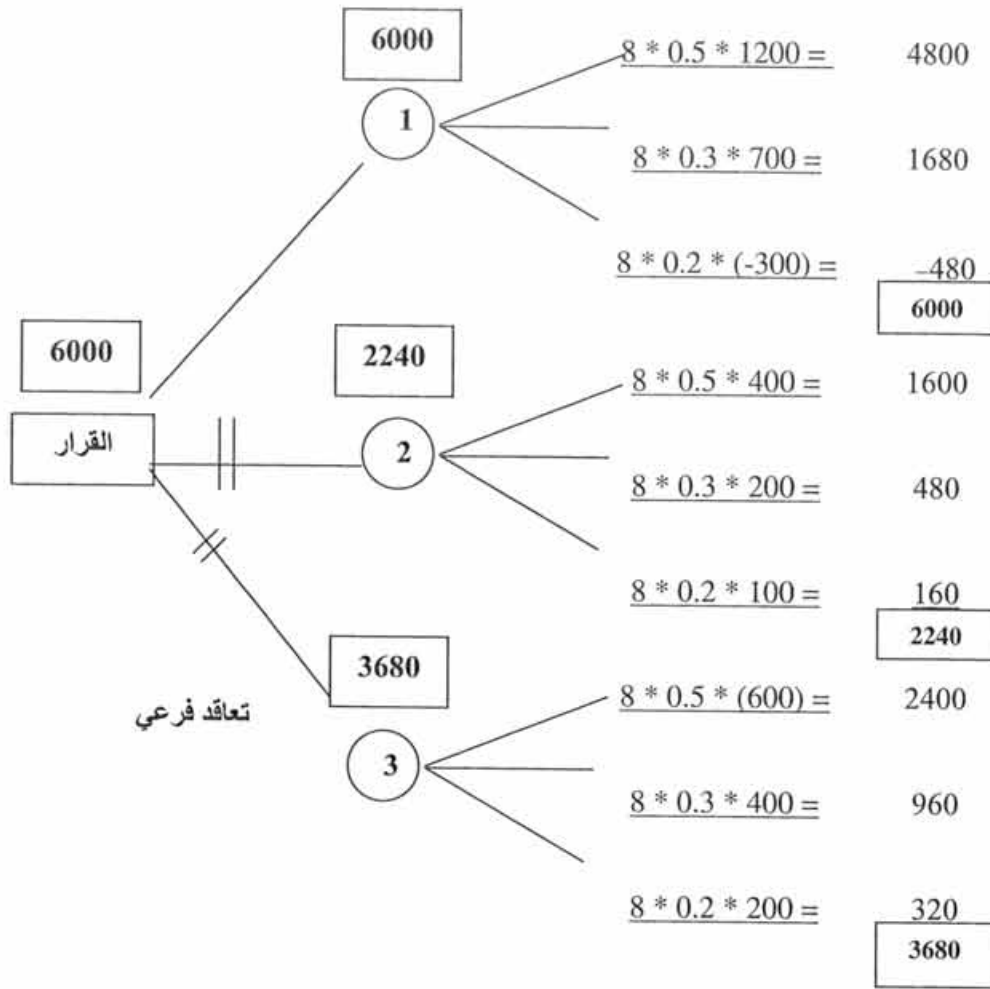 6000
8 * 0.5 * 1200 = 4800
1
8 * 0.3 * 700 = 1680
8 * 0.2 * (-300) = -480
6000
6000
2240
8 * 0.5 * 400 = 1600
القرار
2
8 * 0.3 * 200 = 480
8 * 0.2 * 100 = 160
2240
3680
8 * 0.5 * (600) = 2400
تعاقد فرعي
3
8 * 0.3 * 400 = 960
8 * 0.2 * 200 = 320
3680